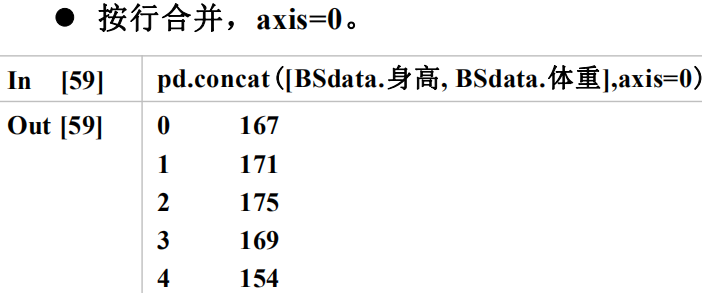 ● 按行合并，axis=0。
In [59] pd.concat([BSdata.身高, BSdata.体重],axis=0)
Out [59] 0 167
1 171
2 175
3 169
4 154